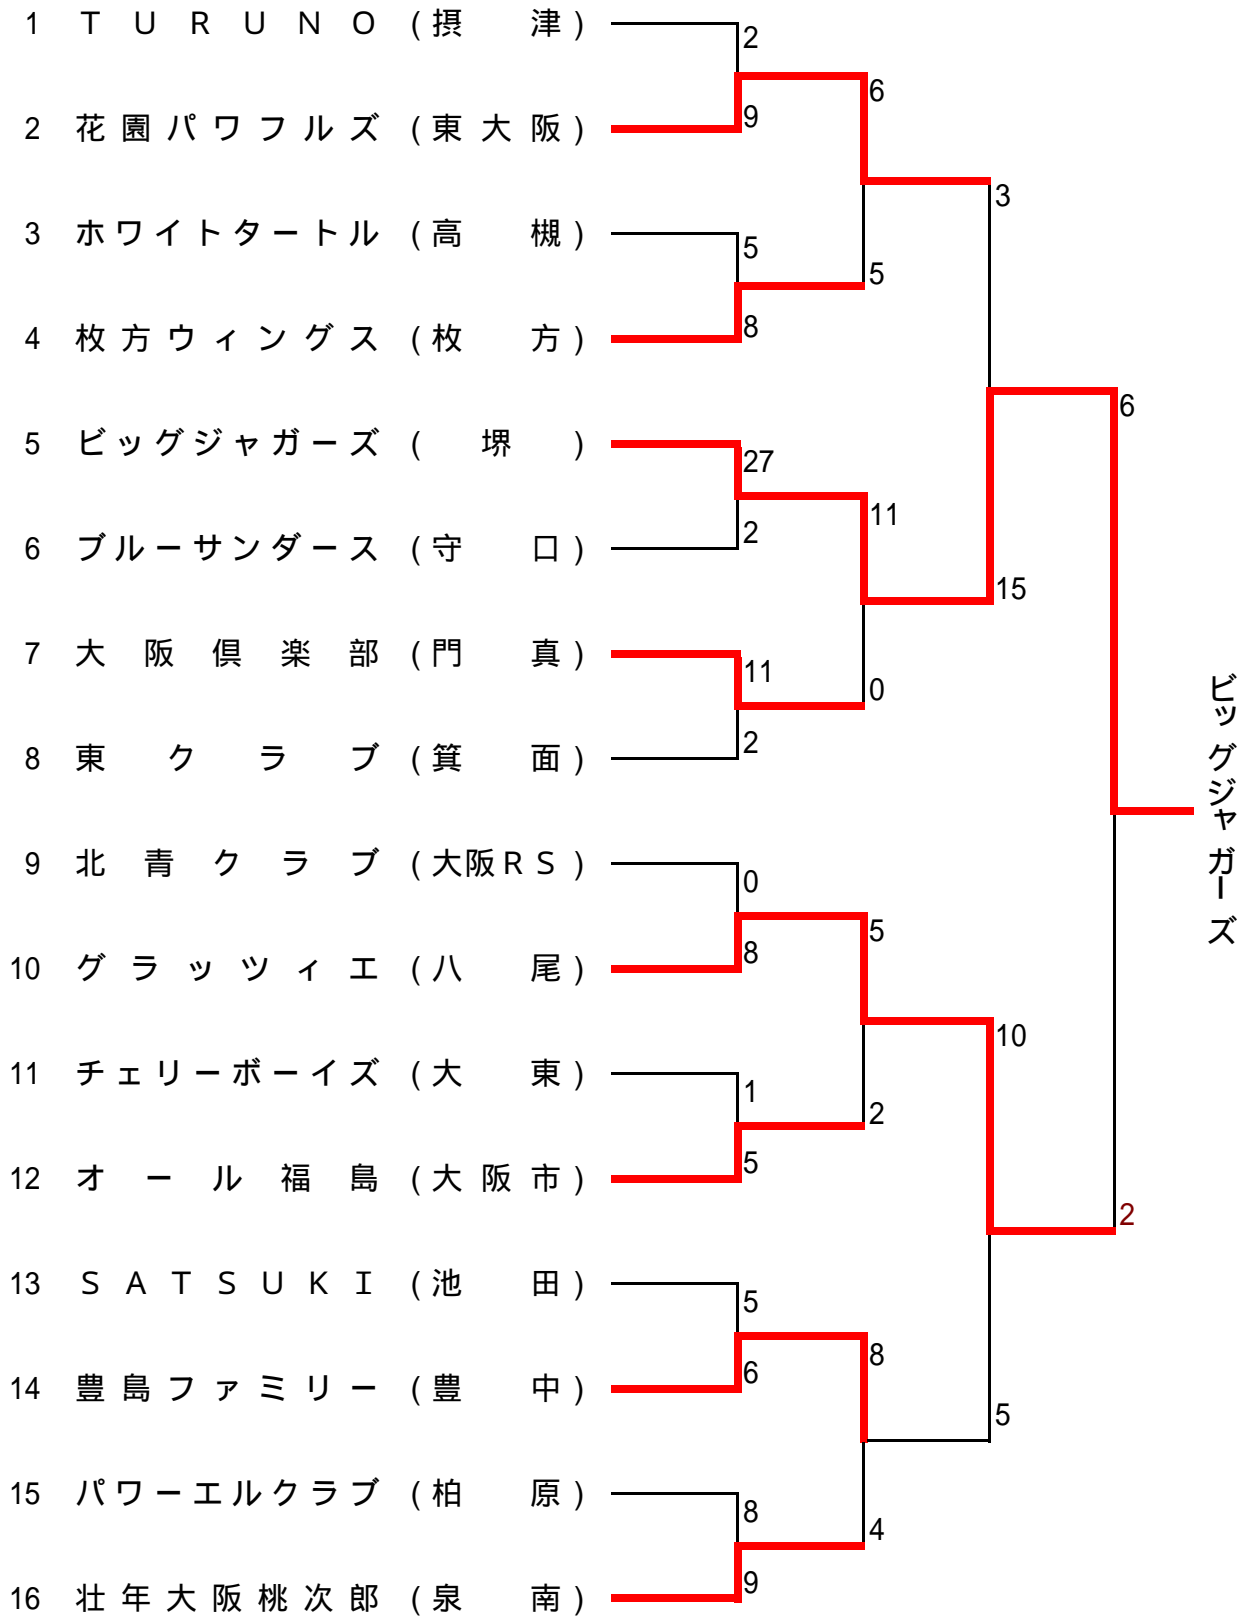 1 ＴＵＲＵＮＯ (摂津)
2
9
6
2 花園パワフルズ (東大阪)
3
3 ホワイトタートル (高槻)
5
8
5
4 枚方ウィングス (枚方)
6
5 ビッグジャガーズ (堺)
27
2
11
6 ブルーサンダース (守口)
15
7 大阪倶楽部 (門真)
11
2
0
8 東クラブ (箕面)
ビッグジャガーズ
9 北青クラブ (大阪ＲＳ)
0
8
5
10 グラッツィエ (八尾)
10
11 チェリーボーイズ (大東)
1
5
2
12 オール福島 (大阪市)
2
13 ＳＡＴＳＵＫＩ (池田)
5
6
8
14 豊島ファミリー (豊中)
5
15 パワーエルクラブ (柏原)
8
9
4
16 壮年大阪桃次郎 (泉南)